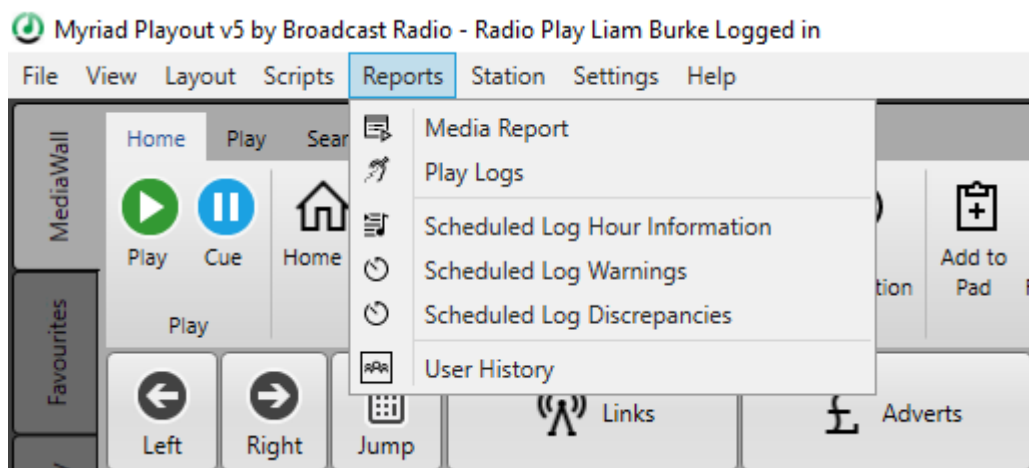 Myriad Playout v5 by Broadcast Radio - Radio Play Liam Burke Logged in
File View Layout Scripts Reports Station Settings Help
MediaWall
Favourites
Home Play Sear
Media Report
Play Logs
Scheduled Log Hour Information
Scheduled Log Warnings
Scheduled Log Discrepancies
User History
Play Cue Home
tion
Add to
Pad
Play
Left Right Jump
Links
£ Adverts